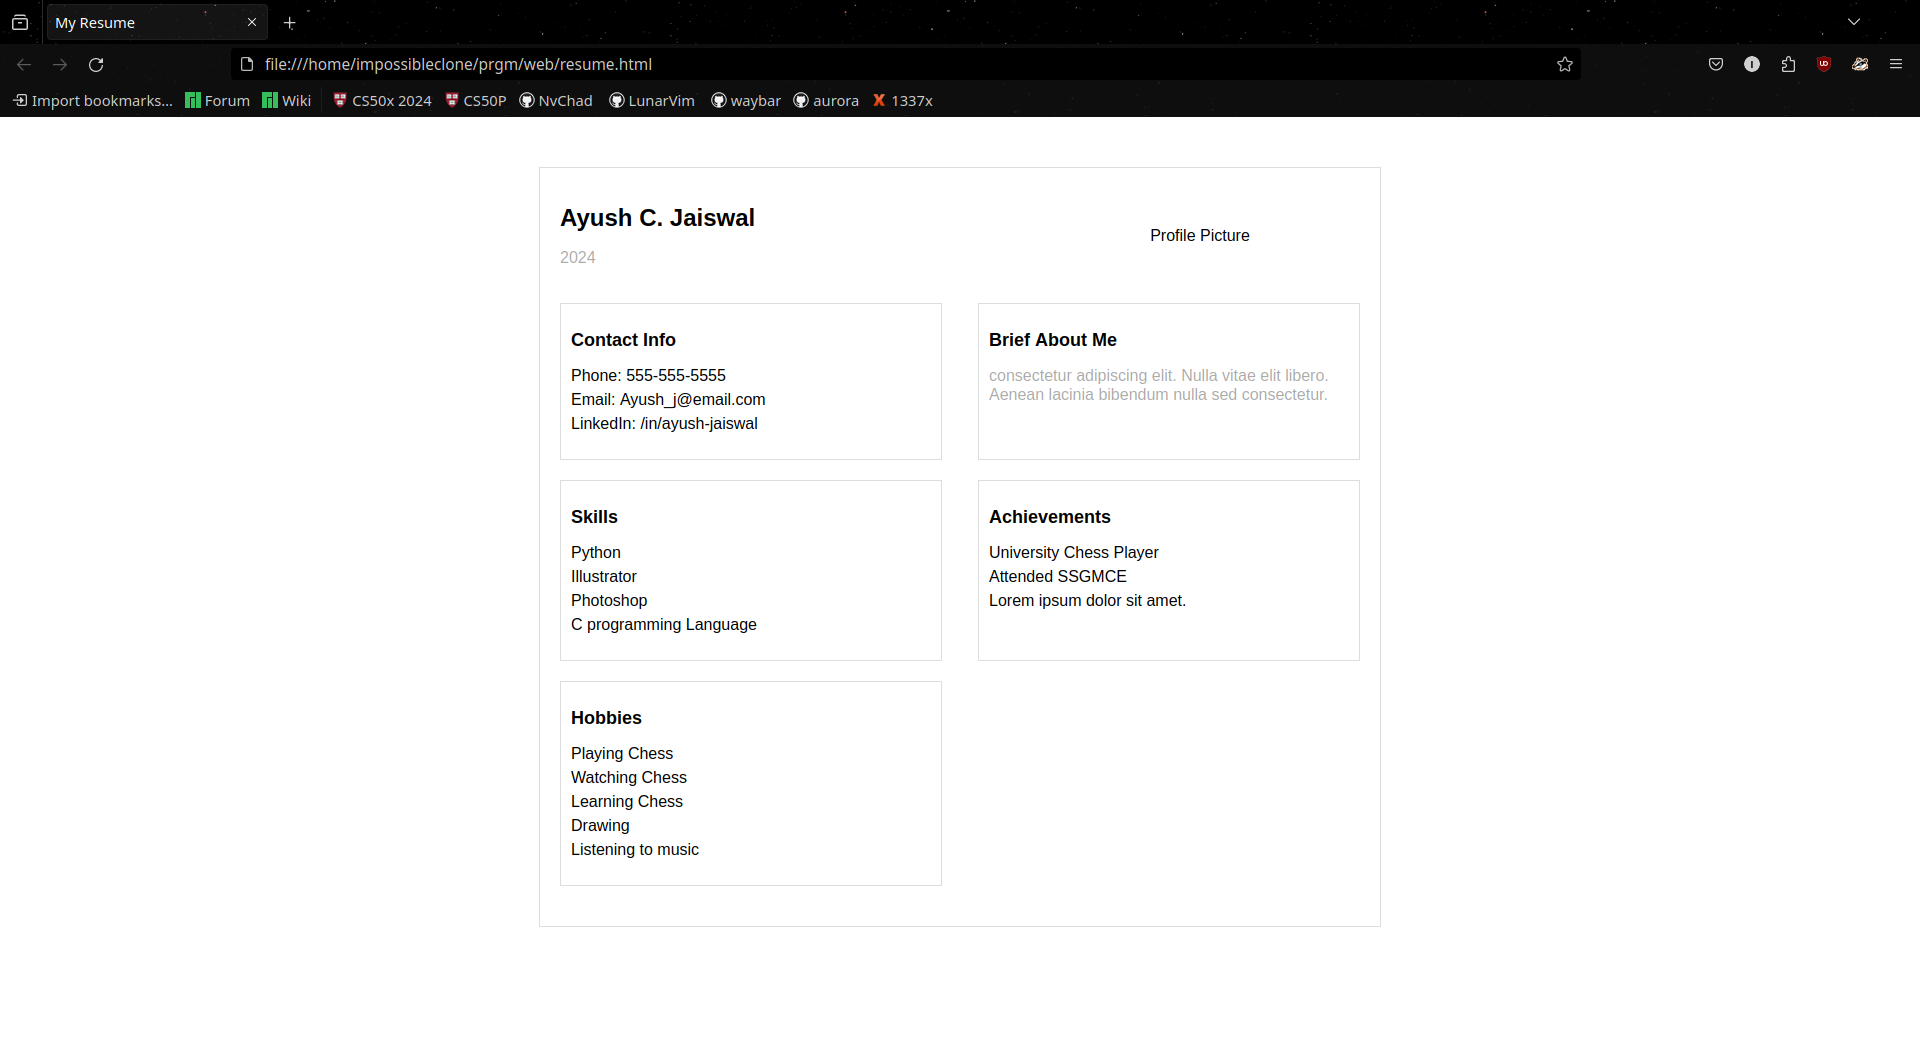 My Resume
file:///home/impossibleclone/prgm/web/resume.html
Import bookmarks...
Forum
Wiki
CS50x 2024
CS50P
NvChad
LunarVim
waybar
aurora
1337x
Ayush C. Jaiswal
2024
Profile Picture
Contact Info
Phone: 555-555-5555
Email: Ayush_j@email.com
LinkedIn: /in/ayush-jaiswal
Brief About Me
consectetur adipiscing elit. Nulla vitae elit libero.
Aenean lacinia bibendum nulla sed consectetur.
Skills
Python
Illustrator
Photoshop
C programming Language
Achievements
University Chess Player
Attended SSGMCE
Lorem ipsum dolor sit amet.
Hobbies
Playing Chess
Watching Chess
Learning Chess
Drawing
Listening to music